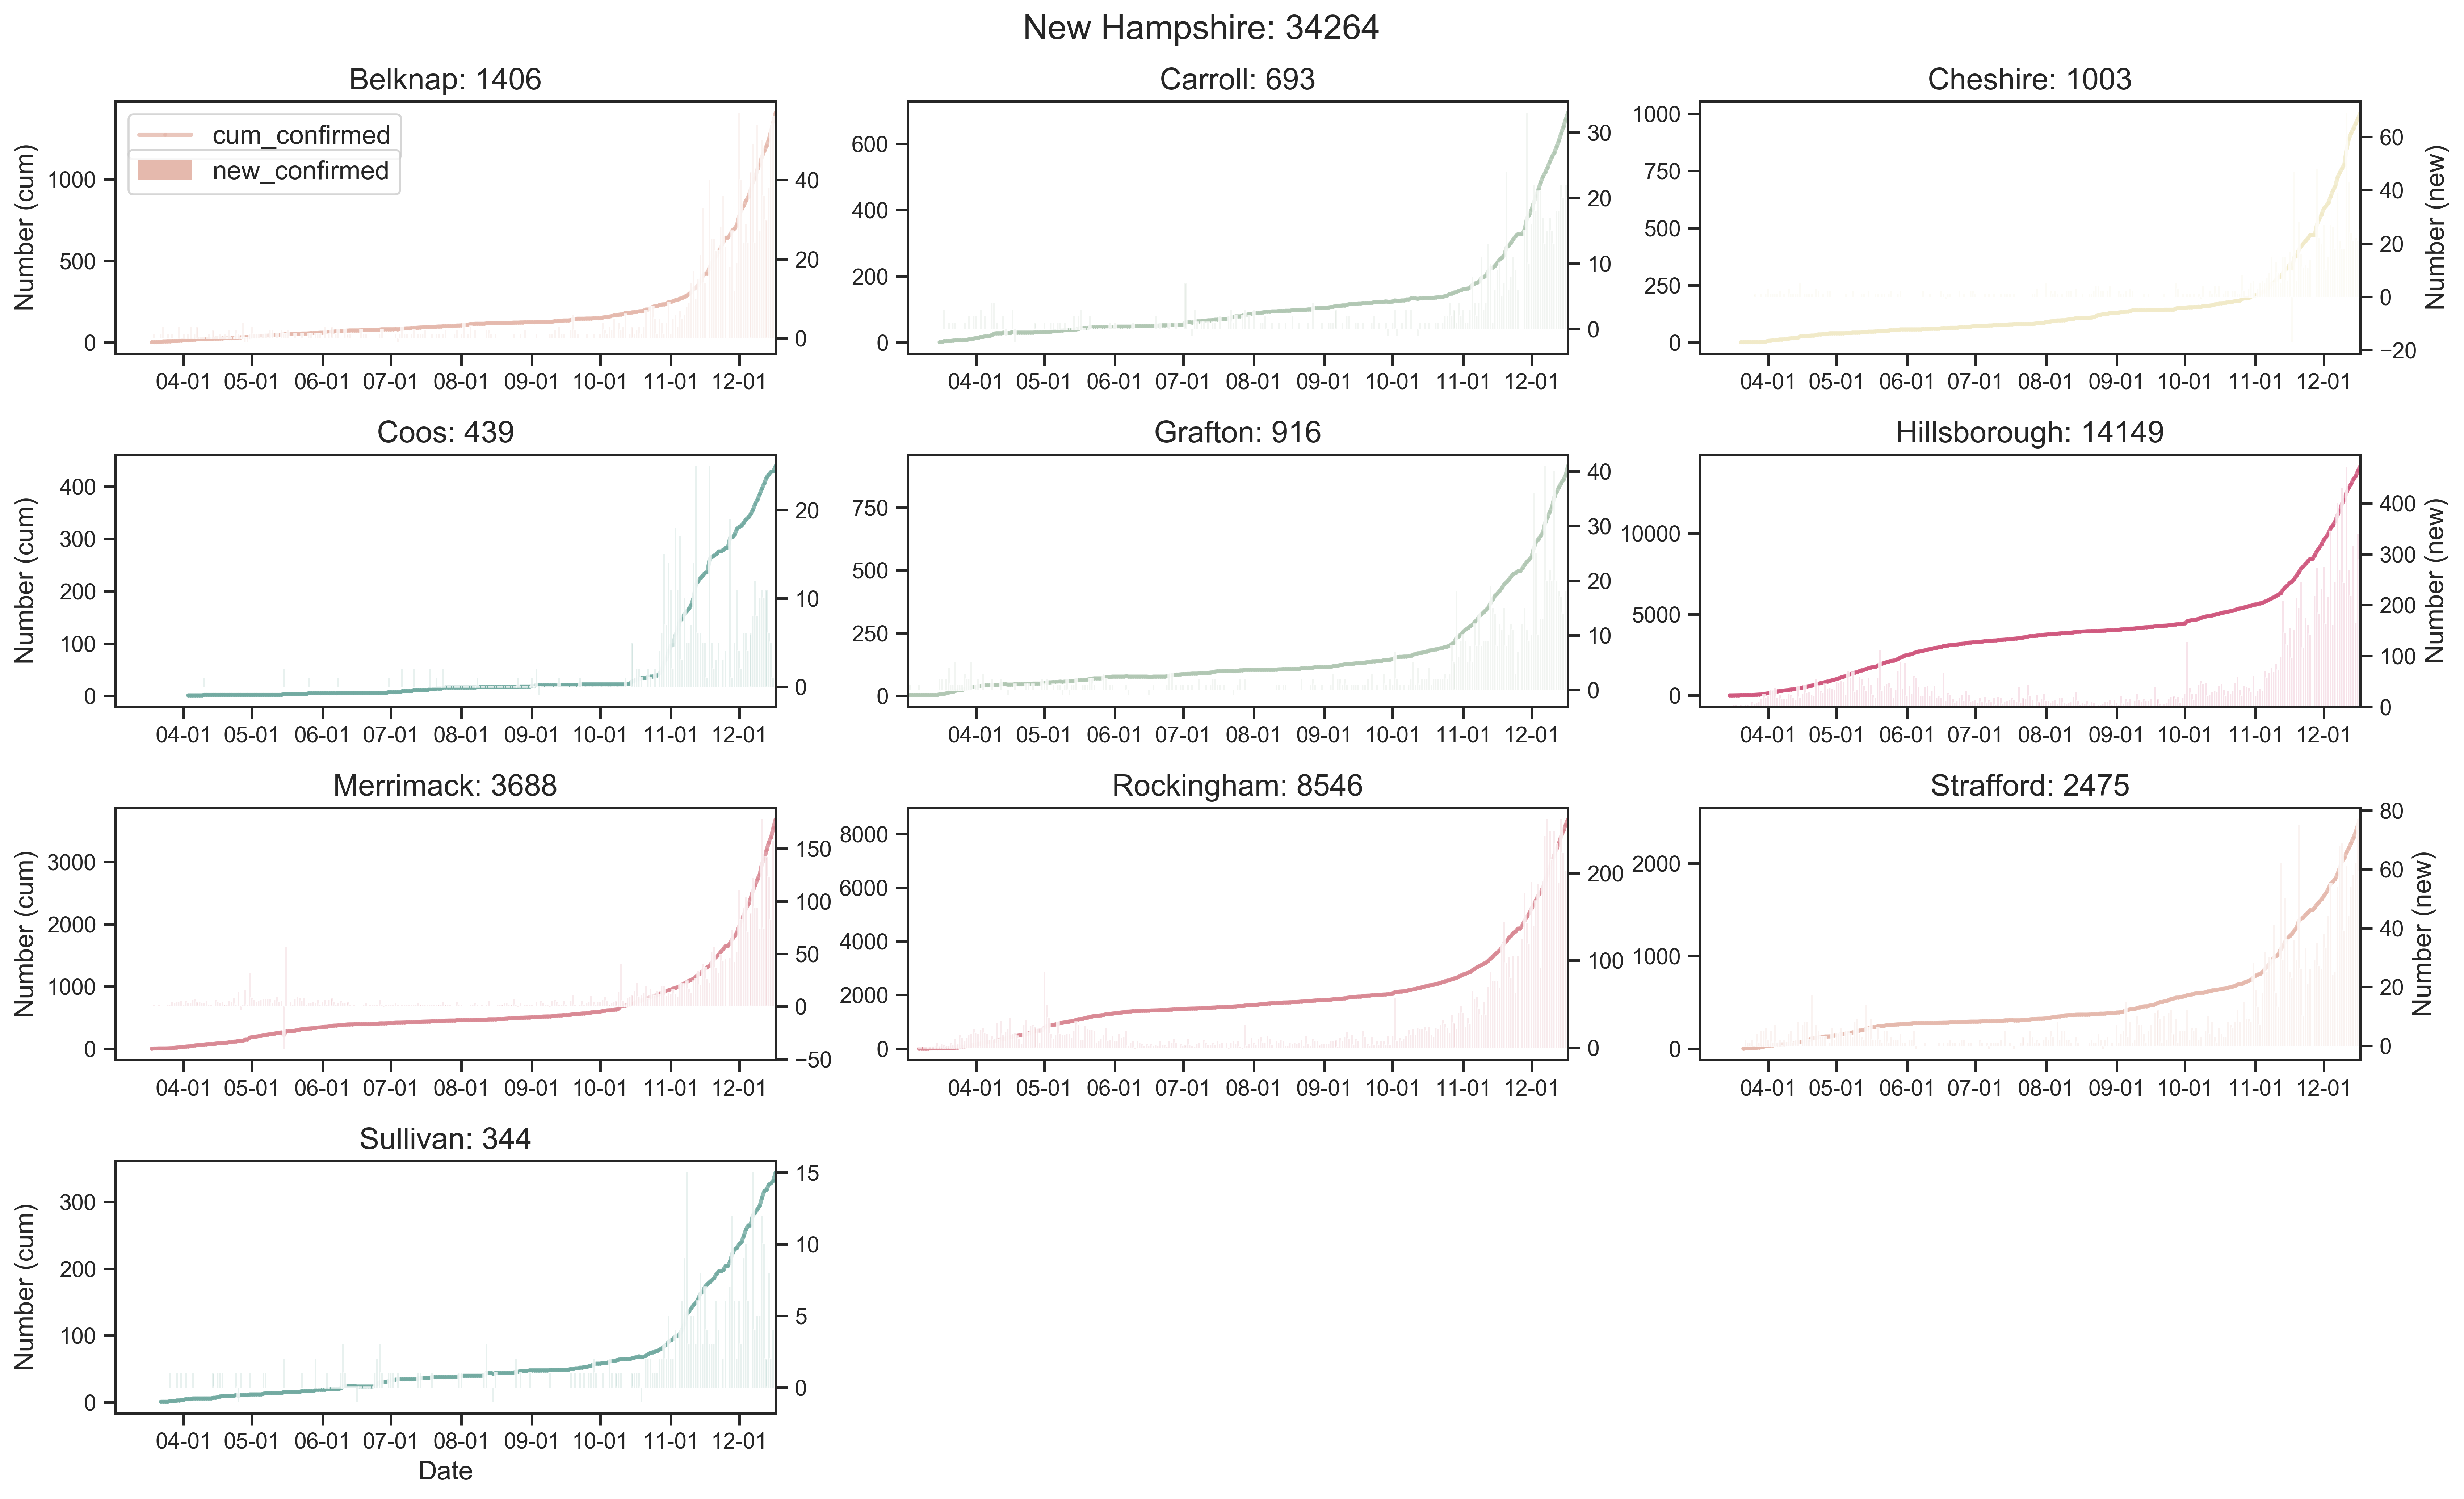 New Hampshire: 34264
Belknap: 1406
Number (cum)
1000
500
0
cum_confirmed
new_confirmed
40
20
0
04-01 05-01 06-01 07-01 08-01 09-01 10-01 11-01 12-01
Carroll: 693
600
400
200
0
30
20
10
0
04-01 05-01 06-01 07-01 08-01 09-01 10-01 11-01 12-01
Cheshire: 1003
1000
750
500
250
0
60
40
20
0
−20
Number (new)
04-01 05-01 06-01 07-01 08-01 09-01 10-01 11-01 12-01
Coos: 439
Number (cum)
400
300
200
100
0
20
10
0
04-01 05-01 06-01 07-01 08-01 09-01 10-01 11-01 12-01
Grafton: 916
750
500
250
0
40
30
20
10
0
04-01 05-01 06-01 07-01 08-01 09-01 10-01 11-01 12-01
Hillsborough: 14149
10000
5000
0
400
300
200
100
0
Number (new)
04-01 05-01 06-01 07-01 08-01 09-01 10-01 11-01 12-01
Merrimack: 3688
Number (cum)
3000
2000
1000
0
150
100
50
0
−50
04-01 05-01 06-01 07-01 08-01 09-01 10-01 11-01 12-01
Rockingham: 8546
8000
6000
4000
2000
0
200
100
0
04-01 05-01 06-01 07-01 08-01 09-01 10-01 11-01 12-01
Strafford: 2475
2000
1000
0
80
60
40
20
0
Number (new)
04-01 05-01 06-01 07-01 08-01 09-01 10-01 11-01 12-01
Sullivan: 344
Number (cum)
300
200
100
0
15
10
5
0
04-01 05-01 06-01 07-01 08-01 09-01 10-01 11-01 12-01
Date